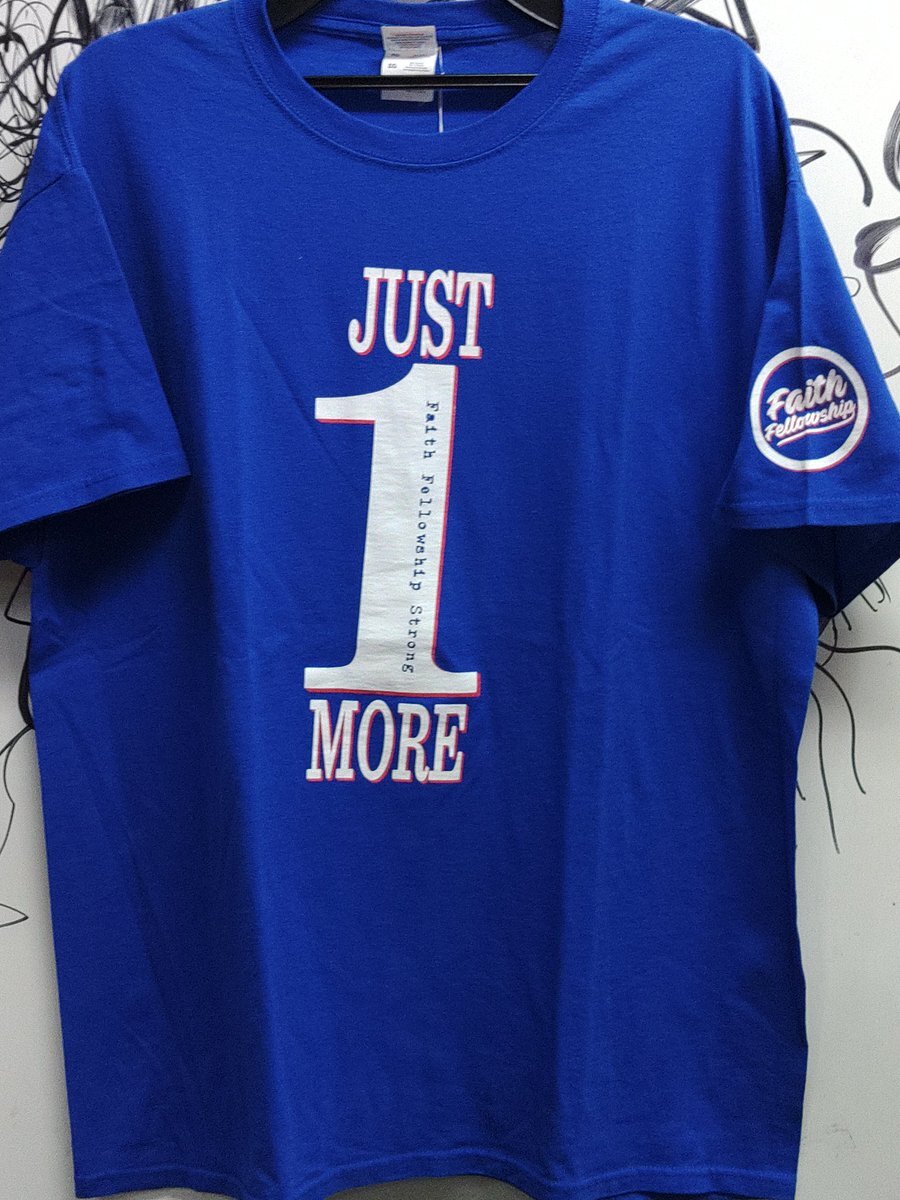 JUST
1
Faith Fellowship Strong
MORE
Faith
Fellowship